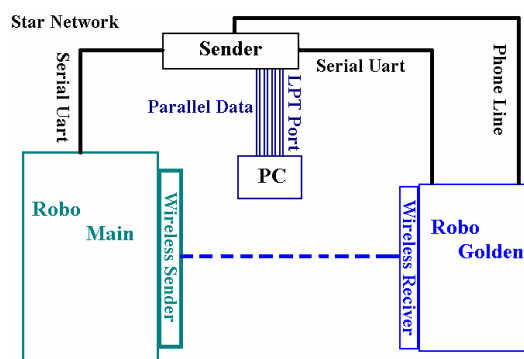 Star Network
Sender
Serial Uart
Serial Uart
Phone Line
Parallel Data
LPT Port
PC
Robo
Main
Wireless Sender
Wireless Reciver
Robo
Golden